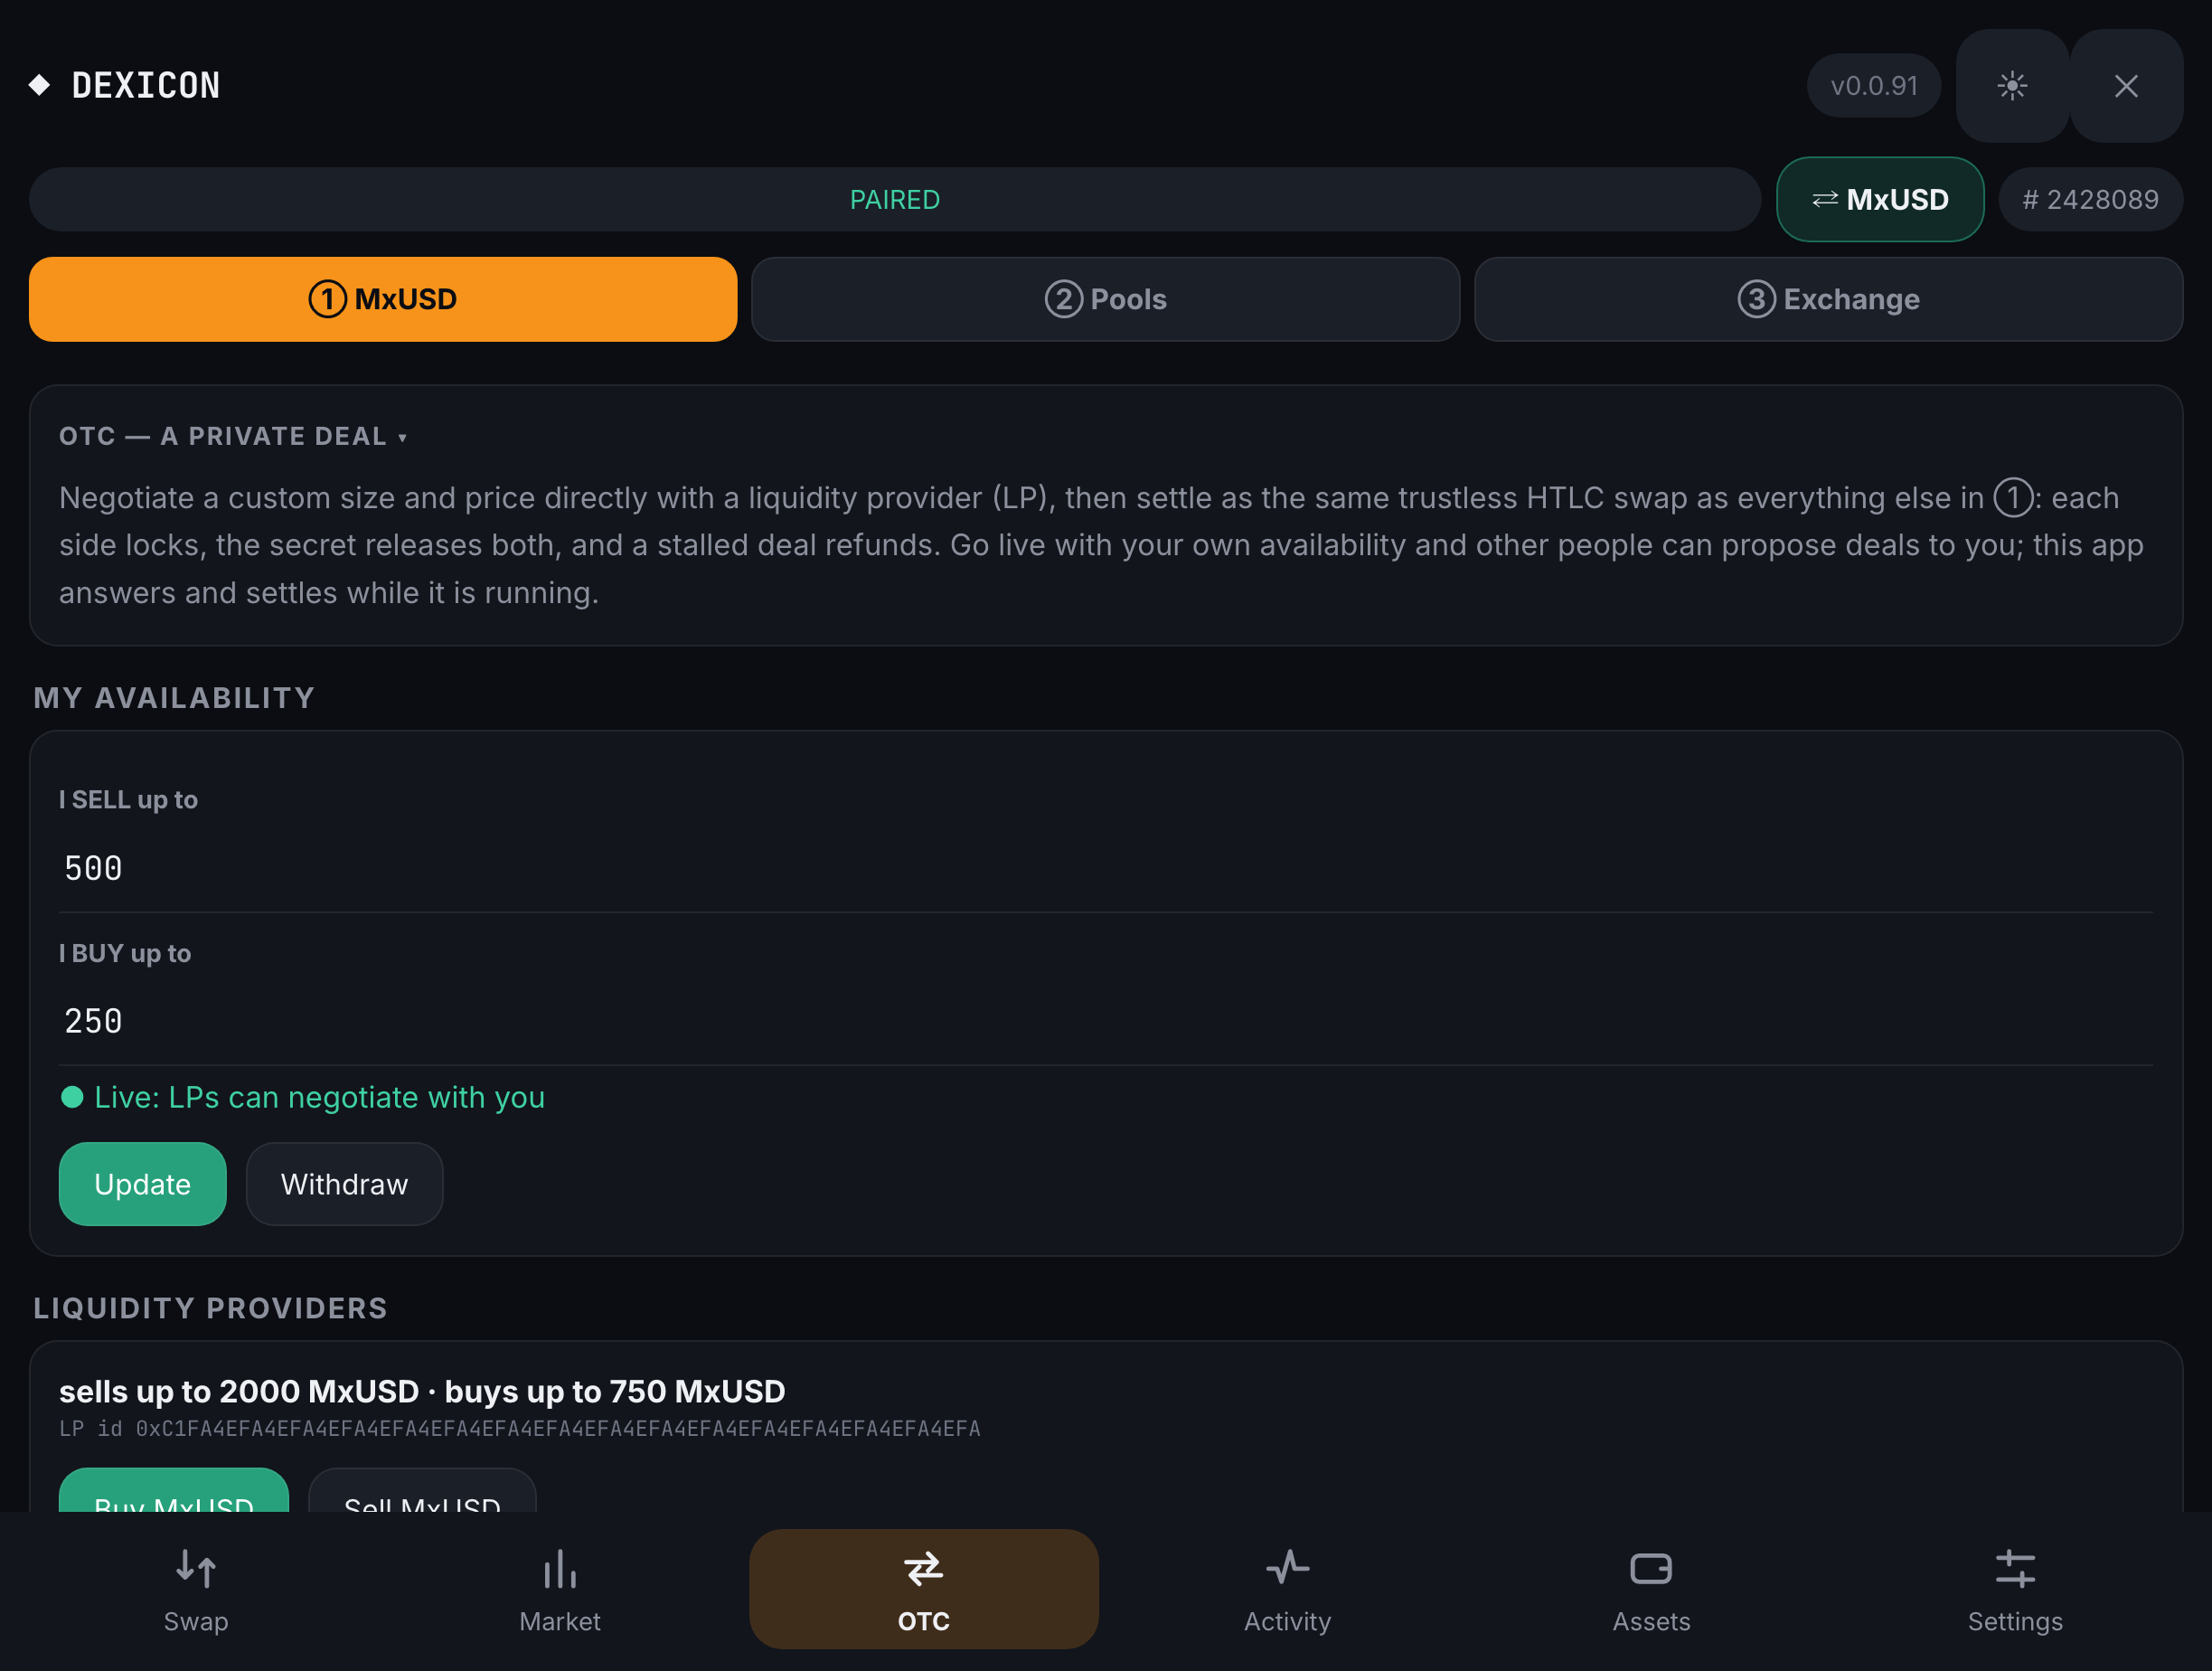 ◆ DEXICON
v0.0.91
PAIRED
⇄ MxUSD
# 2428089
① MxUSD
② Pools
③ Exchange
OTC — A PRIVATE DEAL ▾
Negotiate a custom size and price directly with a liquidity provider (LP), then settle as the same trustless HTLC swap as everything else in ①: each
side locks, the secret releases both, and a stalled deal refunds. Go live with your own availability and other people can propose deals to you; this app
answers and settles while it is running.
MY AVAILABILITY
I SELL up to
500
I BUY up to
250
● Live: LPs can negotiate with you
Update
Withdraw
LIQUIDITY PROVIDERS
sells up to 2000 MxUSD · buys up to 750 MxUSD
LP id 0xC1FA4EFA4EFA4EFA4EFA4EFA4EFA4EFA4EFA4EFA4EFA4EFA4EFA4EFA4EFA4EFA
Buy MxUSD
Sell MxUSD
Swap
Market
OTC
Activity
Assets
Settings